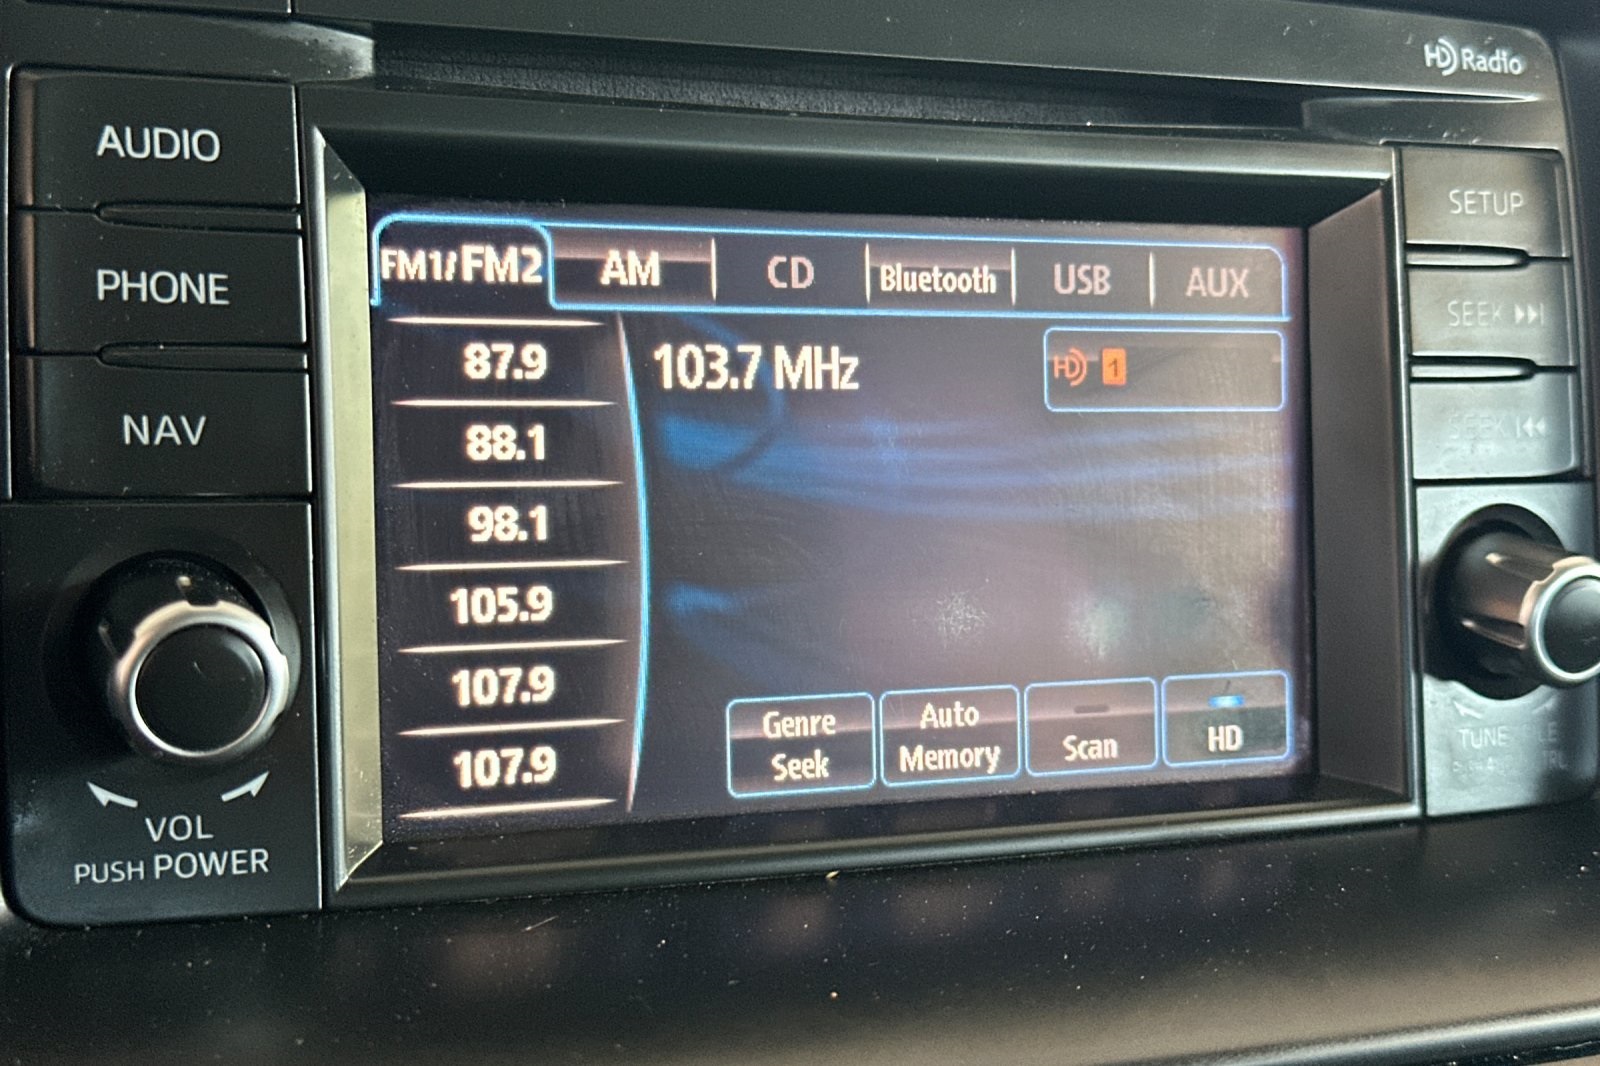 HD Radio
AUDIO
PHONE
NAV
VOL
PUSH POWER
FM1/FM2
AM
CD
Bluetooth
USB
AUX
87.9
88.1
98.1
105.9
107.9
107.9
103.7 MHz
HD 1
Genre
Seek
Auto
Memory
Scan
HD
SETUP
SEEK
SEEK
TUNE